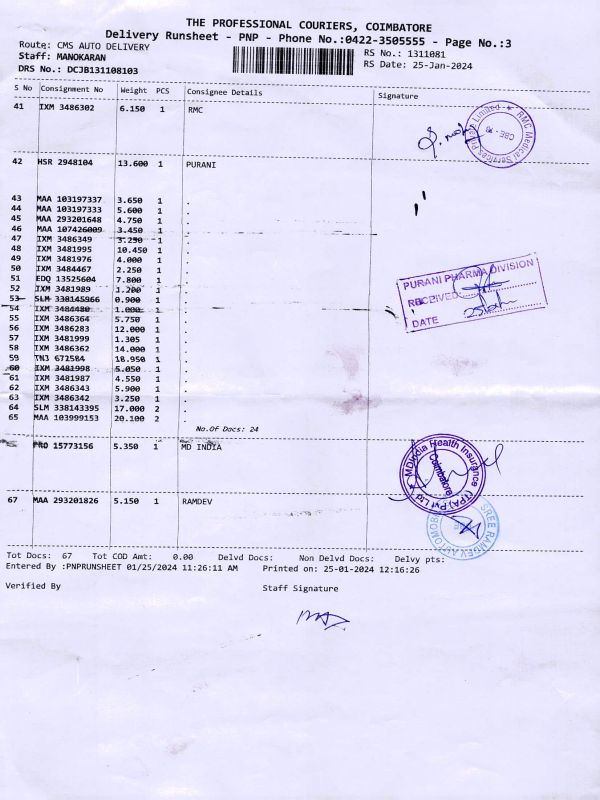 THE PROFESSIONAL COURIERS, COIMBATORE
Delivery Runsheet - PNP - Phone No.:0422-3505555 - Page No.:3
Route: CMS AUTO DELIVERY
RS No.: 1311081
Staff: MANOKARAN
RS Date: 25-Jan-2024
DRS No.: DCJB131108103
S No Consignment No Weight PCS Consignee Details Signature
41 IXM 3486302 6.150 1 RMC
RMC Medical Services Private Limited CBE
42 HSR 2948104 13.600 1 PURANI
43 MAA 103197337 3.650 1 .
44 MAA 103197333 5.600 1 .
45 MAA 293201648 4.750 1 .
46 MAA 107426009 3.450 1 .
47 IXM 3486349 3.250 1 .
48 IXM 3481995 10.450 1 .
49 IXM 3481976 4.000 1 .
50 IXM 3484467 2.250 1 .
51 EDQ 13525604 7.800 1 .
52 IXM 3481989 1.200 1 .
53 SLM 338145966 0.900 1 .
54 IXM 3484480 1.000 1 .
55 IXM 3486364 5.750 1 .
56 IXM 3486283 12.000 1 .
57 IXM 3481999 1.305 1 .
58 IXM 3486362 14.000 1 .
59 TNJ 671584 18.950 1 .
60 IXM 3481998 5.050 1 .
61 IXM 3481987 4.550 1 .
62 IXM 3486343 5.900 1 .
63 IXM 3486342 3.250 1 .
64 SLM 338143395 17.000 2 .
65 MAA 103999153 20.100 2 .
PURANI PHARMA DIVISION
RECEIVED
DATE
No.Of Docs: 24
PRO 15773156 5.350 1 MD INDIA
MDIndia Health Insurance (TPA) Pvt Ltd
Coimbatore
67 MAA 293201826 5.150 1 RAMDEV
Tot Docs: 67 Tot COD Amt: 0.00 Delvd Docs: Non Delvd Docs: Delvy pts:
Entered By :PNPRUNSHEET 01/25/2024 11:26:11 AM Printed on: 25-01-2024 12:16:26
Verified By Staff Signature